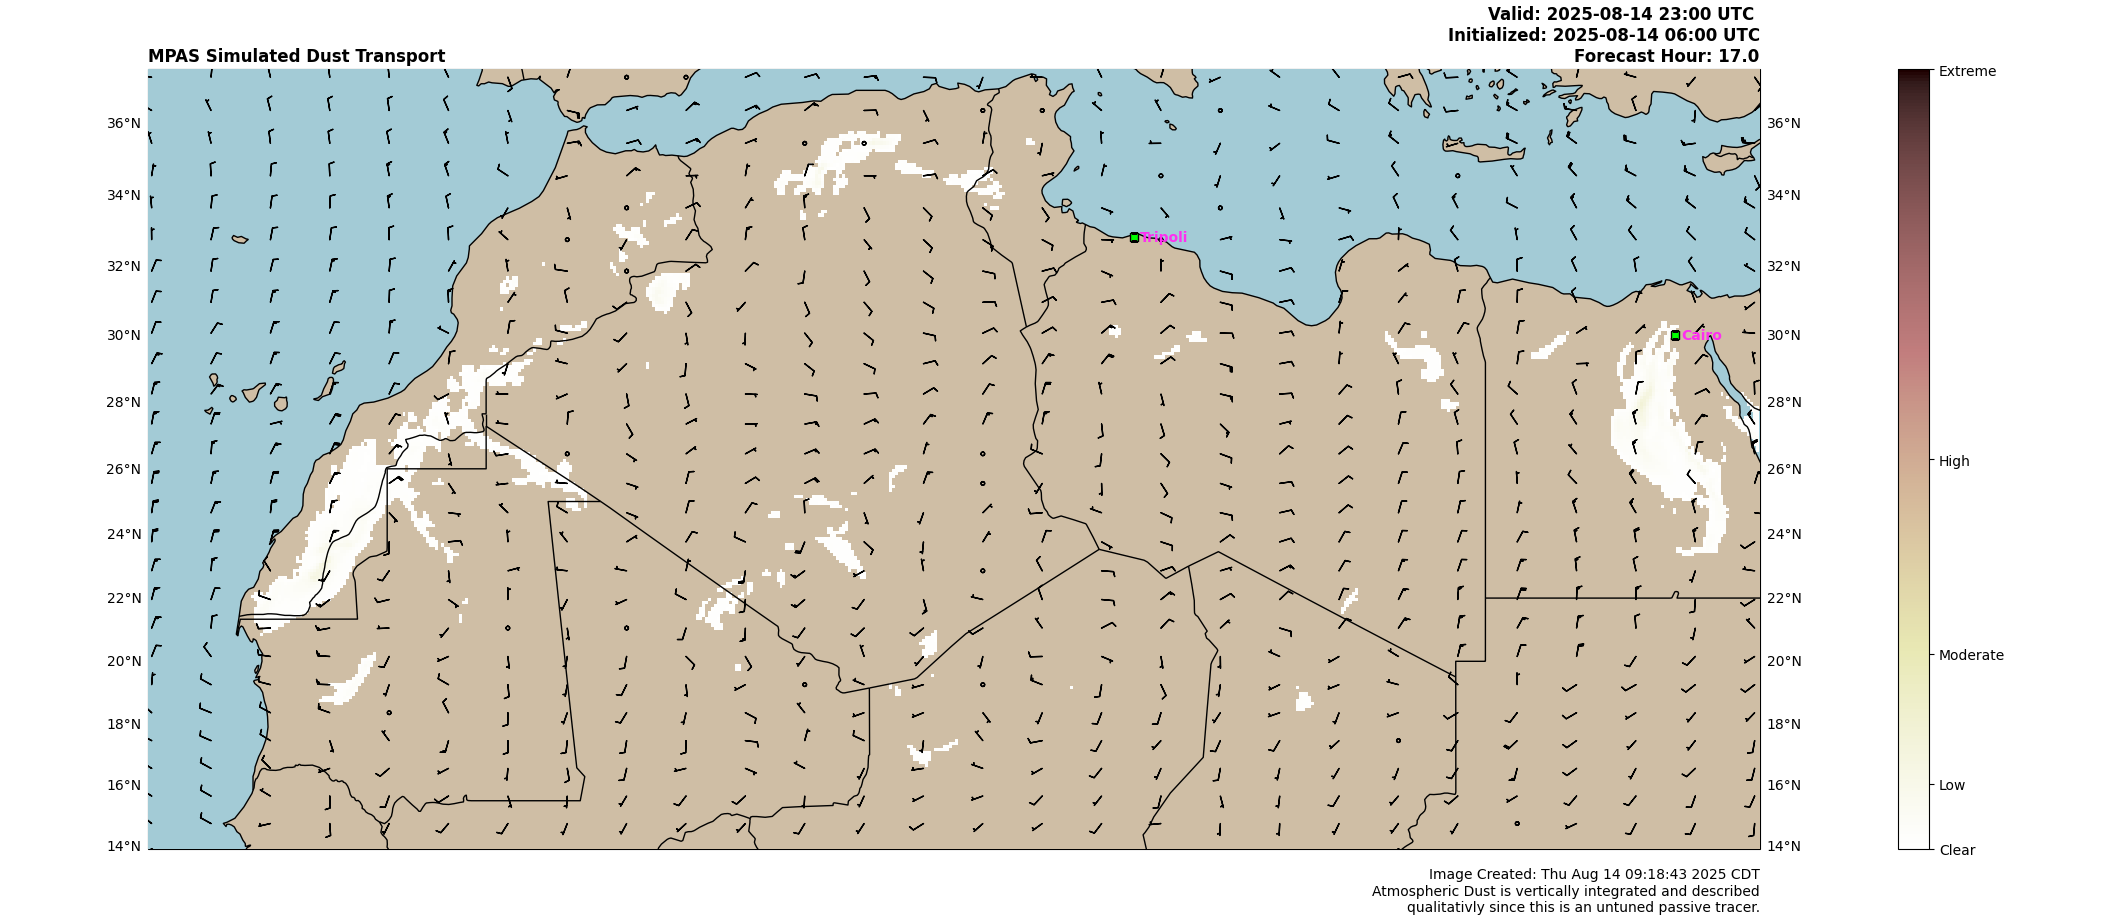 Valid: 2025-08-14 23:00 UTC
Initialized: 2025-08-14 06:00 UTC
MPAS Simulated Dust Transport
Forecast Hour: 17.0
Extreme
36°N
36°N
34°N
34°N
Tripoli
32°N
32°N
30°N
Cairo
30°N
28°N
28°N
26°N
26°N
High
24°N
24°N
22°N
22°N
20°N
20°N
Moderate
18°N
18°N
16°N
16°N
Low
14°N
14°N
Clear
Image Created: Thu Aug 14 09:18:43 2025 CDT
Atmospheric Dust is vertically integrated and described
qualitativly since this is an untuned passive tracer.